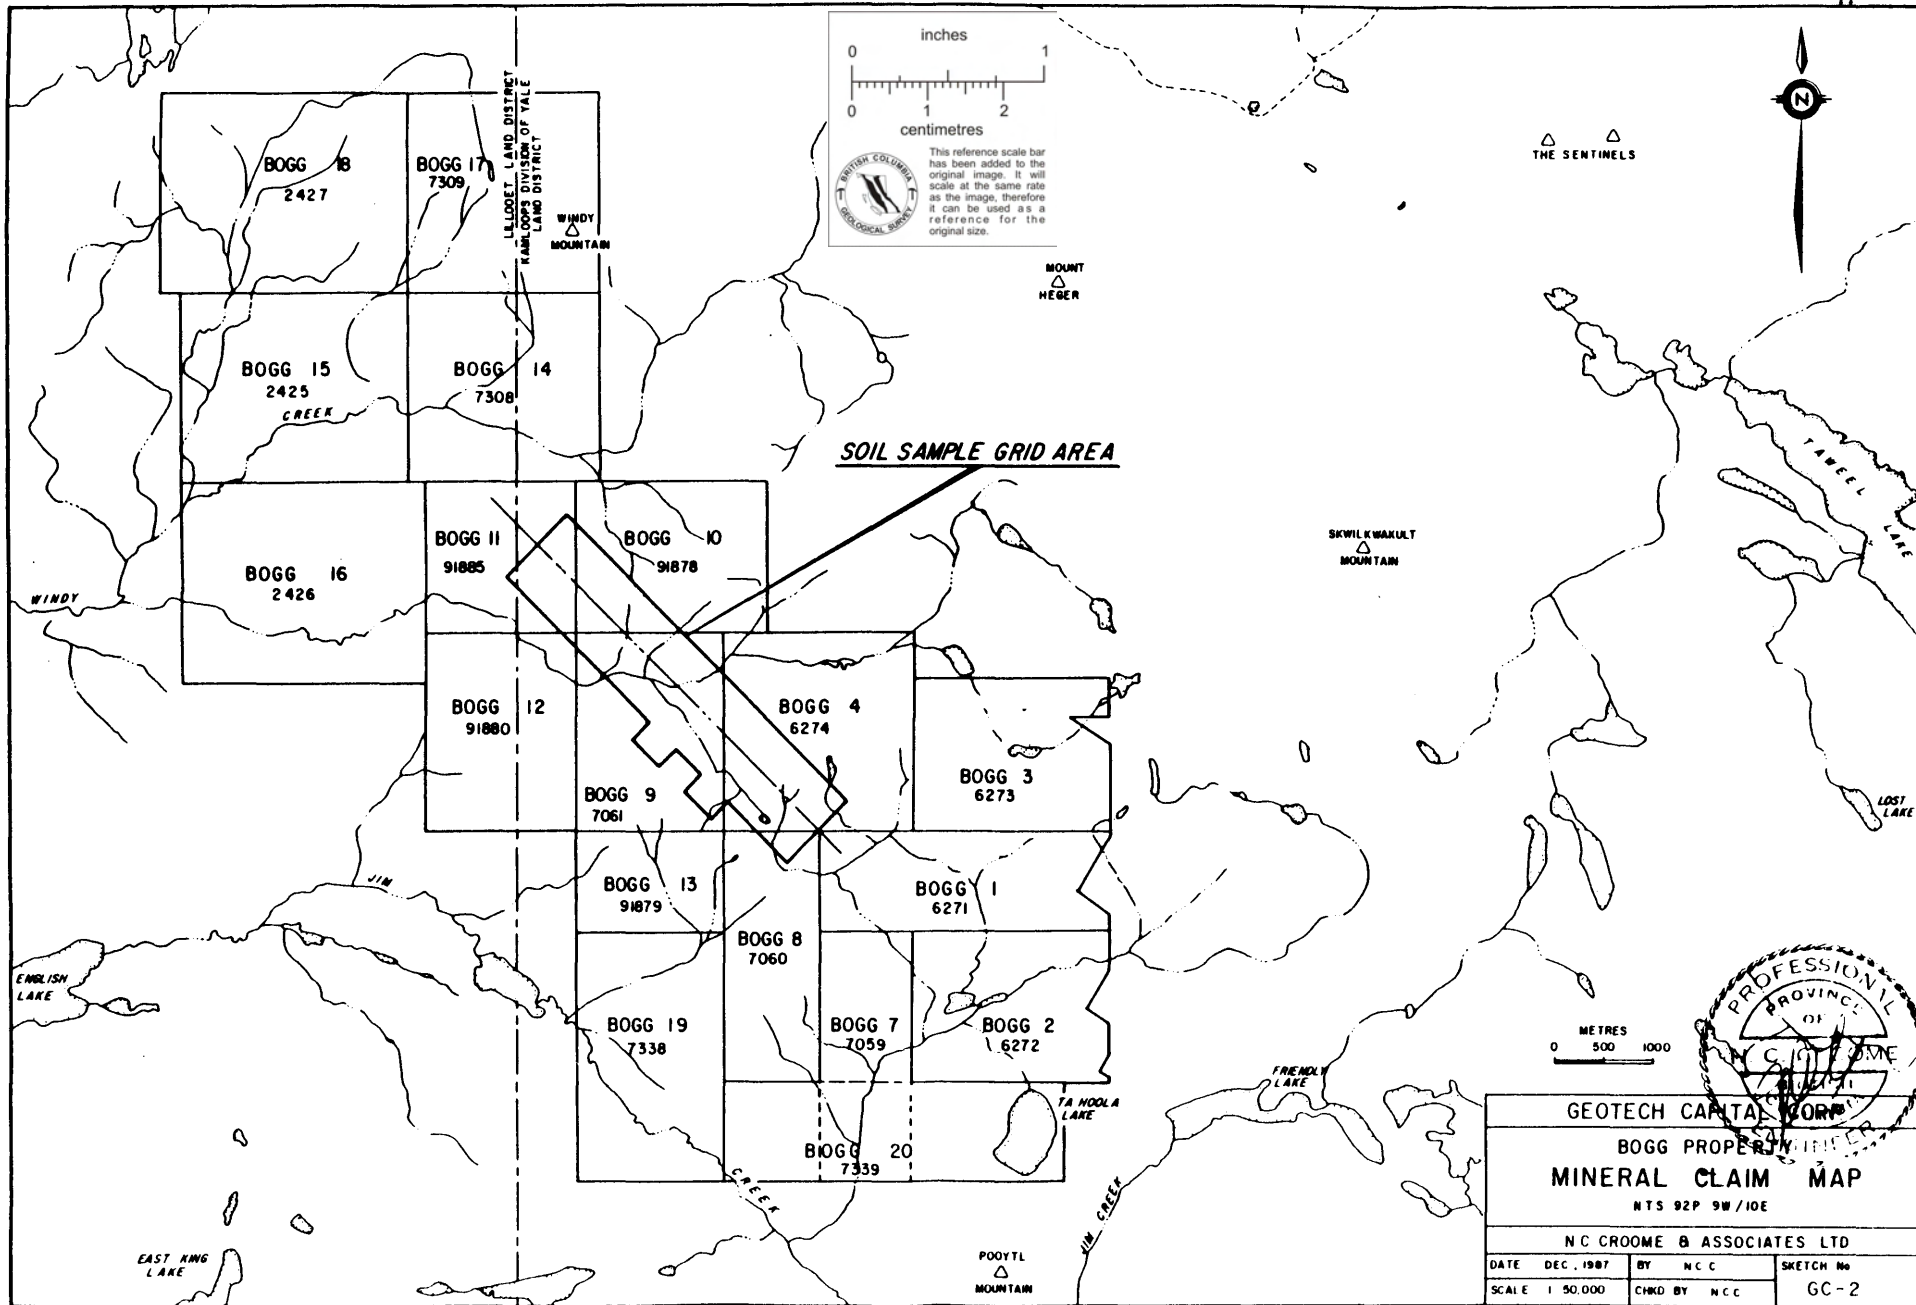 inches
0 1
0 1 2
centimetres
BRITISH COLUMBIA
GEOLOGICAL SURVEY
This reference scale bar
has been added to the
original image. It will
scale at the same rate
as the image, therefore
it can be used as a
reference for the
original size.
N
THE SENTINELS
LILLOOET LAND DISTRICT
KAMLOOPS DIVISION OF YALE
LAND DISTRICT
BOGG 18
2427
BOGG 17
7309
WINDY
MOUNTAIN
MOUNT
HEGER
BOGG 15
2425
BOGG 14
7308
CREEK
SOIL SAMPLE GRID AREA
TAWEEL
LAKE
BOGG 11
91885
BOGG 10
91878
SKWILKWAKULT
MOUNTAIN
BOGG 16
2426
WINDY
BOGG 12
91880
BOGG 4
6274
BOGG 3
6273
BOGG 9
7061
LOST
LAKE
JIM
BOGG 13
91879
BOGG 1
6271
BOGG 8
7060
ENGLISH
LAKE
BOGG 19
7338
BOGG 7
7059
BOGG 2
6272
METRES
0 500 1000
FRIENDLY
LAKE
TA HOOLA
LAKE
BOGG 20
7339
CREEK
JIM CREEK
EAST KING
LAKE
POOYTL
MOUNTAIN
PROFESSIONAL
PROVINCE
OF
ENGINEER
GEOTECH CAPITAL CORP
BOGG PROPERTY
MINERAL CLAIM MAP
NTS 92P 9W/10E
N C CROOME & ASSOCIATES LTD
DATE DEC, 1987 BY N C C SKETCH No
SCALE 1 50,000 CHKD BY N C C GC-2